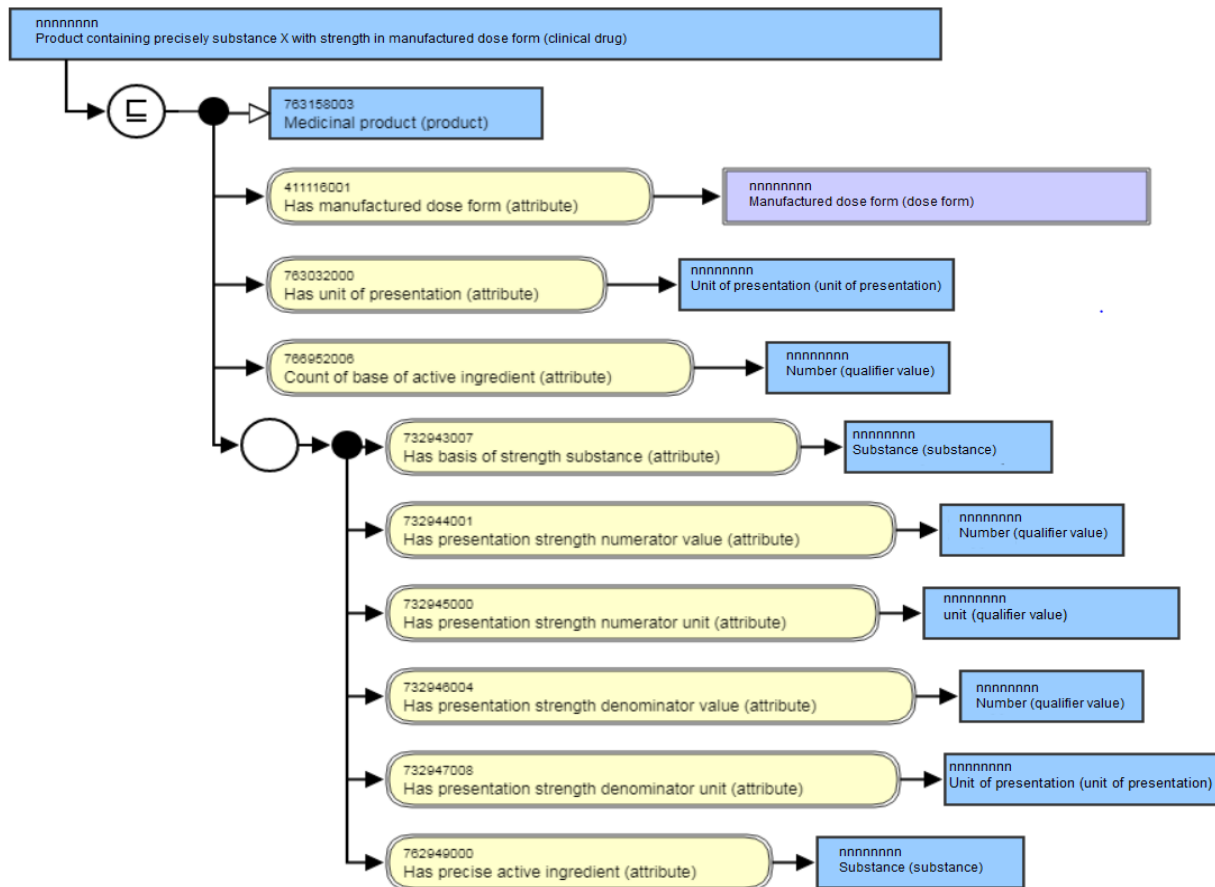 nnnnnnnn
Product containing precisely substance X with strength in manufactured dose form (clinical drug)
⊑
763158003
Medicinal product (product)
411116001
Has manufactured dose form (attribute)
nnnnnnnn
Manufactured dose form (dose form)
763032000
Has unit of presentation (attribute)
nnnnnnnn
Unit of presentation (unit of presentation)
766952006
Count of base of active ingredient (attribute)
nnnnnnnn
Number (qualifier value)
732943007
Has basis of strength substance (attribute)
nnnnnnnn
Substance (substance)
732944001
Has presentation strength numerator value (attribute)
nnnnnnnn
Number (qualifier value)
732945000
Has presentation strength numerator unit (attribute)
nnnnnnnn
unit (qualifier value)
732946004
Has presentation strength denominator value (attribute)
nnnnnnnn
Number (qualifier value)
732947008
Has presentation strength denominator unit (attribute)
nnnnnnnn
Unit of presentation (unit of presentation)
762949000
Has precise active ingredient (attribute)
nnnnnnnn
Substance (substance)